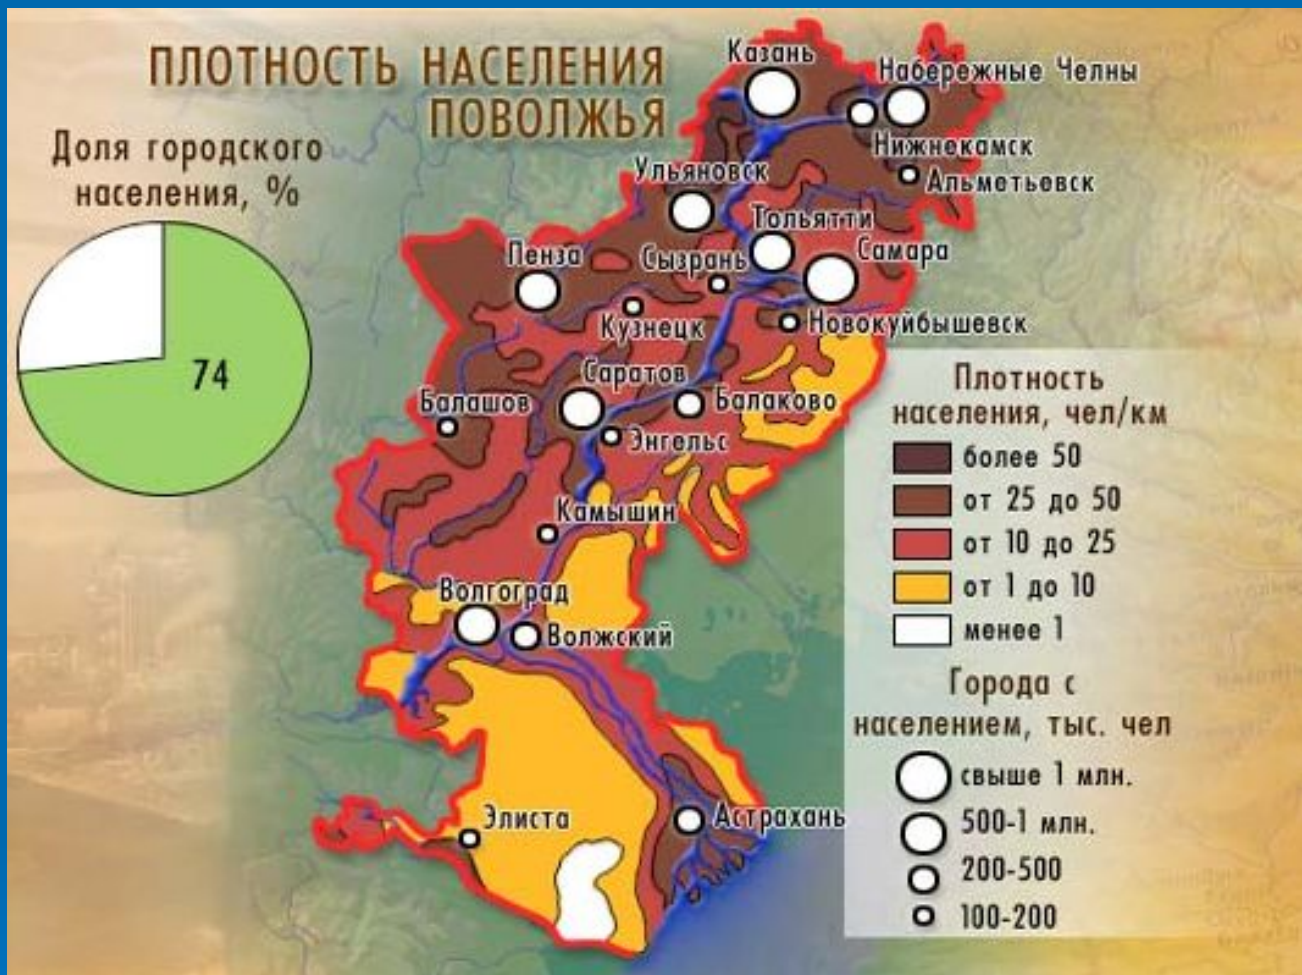 ПЛОТНОСТЬ НАСЕЛЕНИЯ
ПОВОЛЖЬЯ
Доля городского
населения, %
74
Казань
Набережные Челны
Нижнекамск
Альметьевск
Ульяновск
Тольятти
Самара
Сызрань
Пенза
Кузнецк
Новокуйбышевск
Саратов
Балаково
Балашов
Энгельс
Камышин
Волгоград
Волжский
Элиста
Астрахань
Плотность
населения, чел/км
более 50
от 25 до 50
от 10 до 25
от 1 до 10
менее 1
Города с
населением, тыс. чел
свыше 1 млн.
500-1 млн.
200-500
100-200